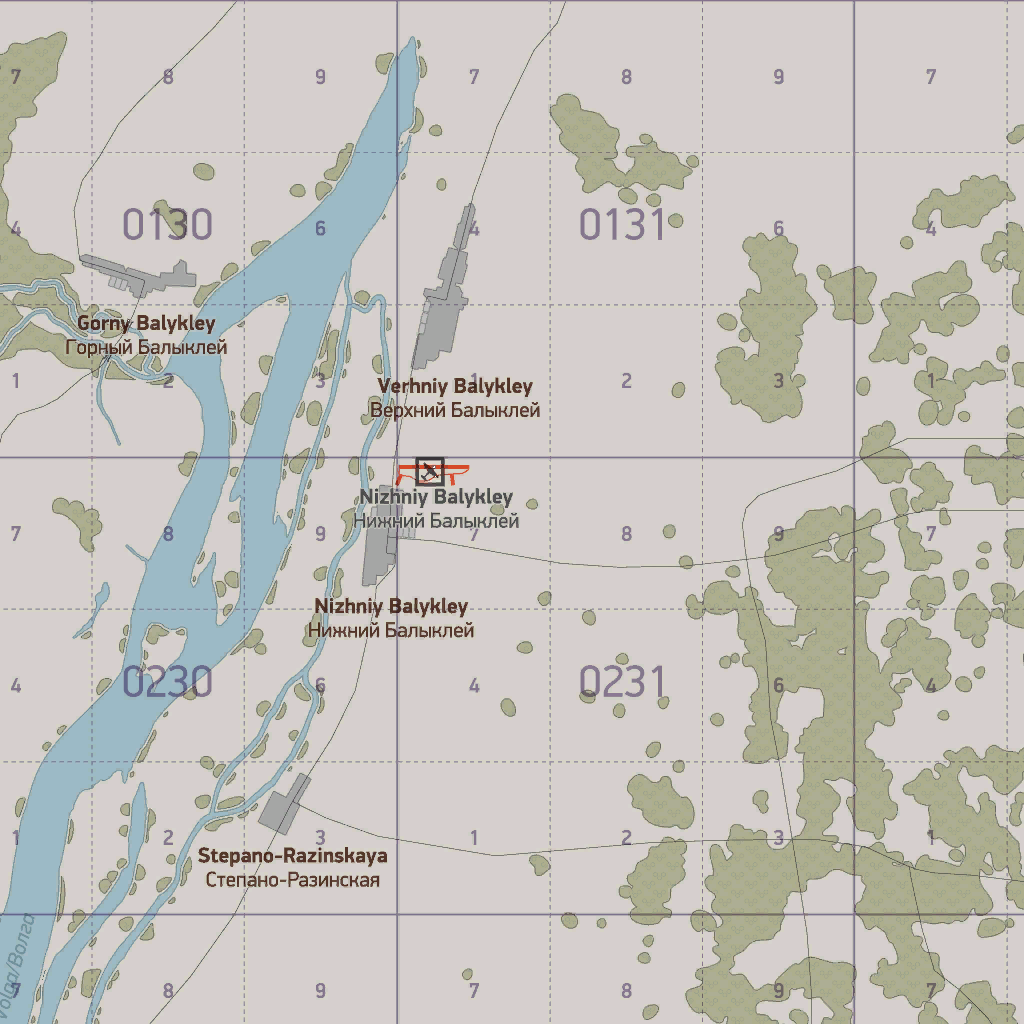 7 8 9 7 8 9 7
0130 0131
4 6 4 6 4
Gorny Balykley
Горный Балыклей
1 2 3 1 2 3 1
Verhniy Balykley
Верхний Балыклей
Nizhniy Balykley
Нижний Балыклей
7 8 9 7 8 9 7
Nizhniy Balykley
Нижний Балыклей
0230 0231
4 6 4 6 4
1 2 3 1 2 3 1
Stepano-Razinskaya
Степано-Разинская
Volga/Волга
7 8 9 7 8 9 7